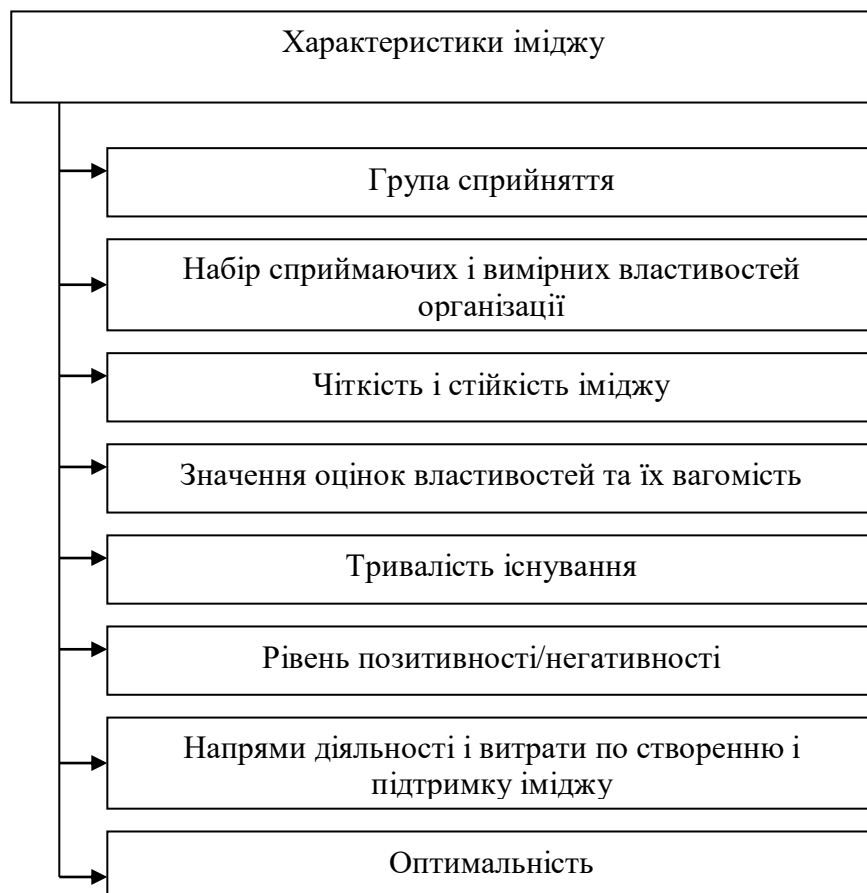 Характеристики іміджу
Група сприйняття
Набір сприймаючих і вимірних властивостей
організації
Чіткість і стійкість іміджу
Значення оцінок властивостей та їх вагомість
Тривалість існування
Рівень позитивності/негативності
Напрями діяльності і витрати по створенню і
підтримку іміджу
Оптимальність